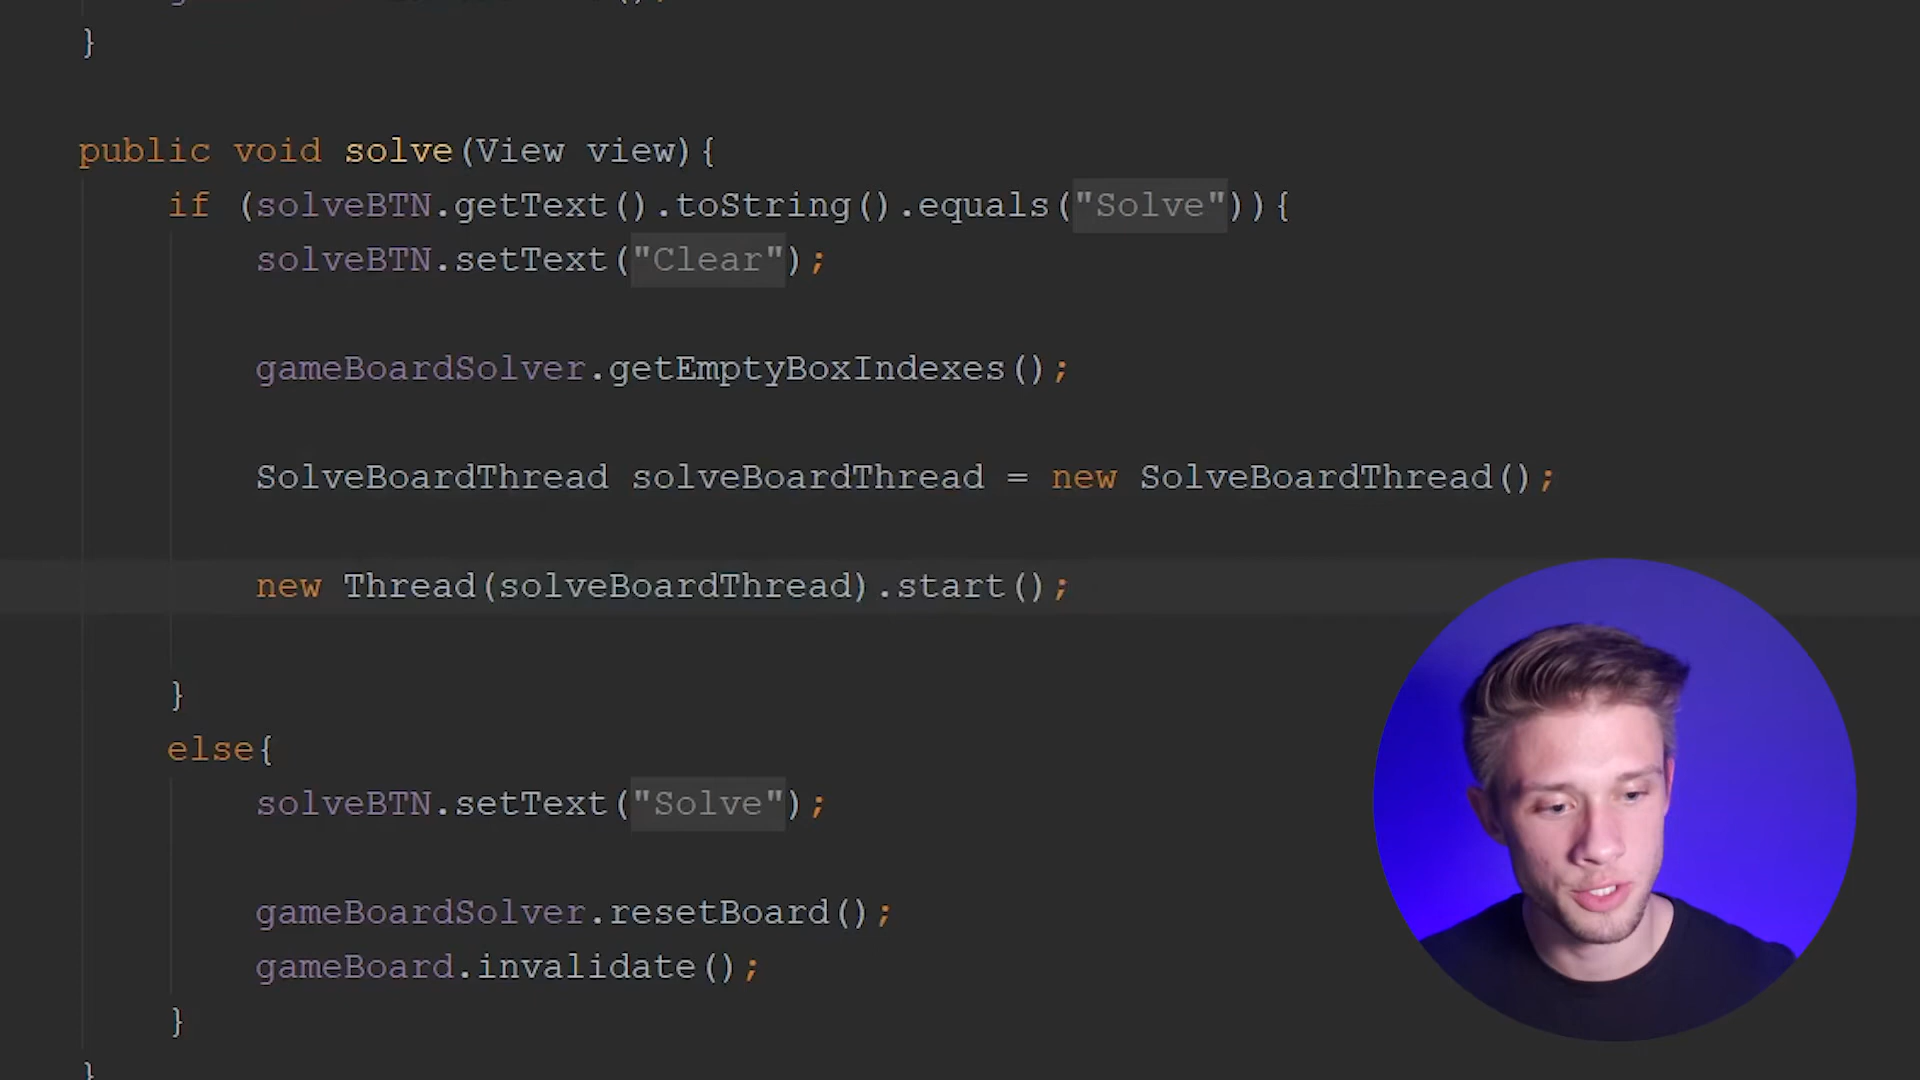 }
public void solve(View view){
if (solveBTN.getText().toString().equals("Solve")){
solveBTN.setText("Clear");
gameBoardSolver.getEmptyBoxIndexes();
SolveBoardThread solveBoardThread = new SolveBoardThread();
new Thread(solveBoardThread).start();
}
else{
solveBTN.setText("Solve");
gameBoardSolver.resetBoard();
gameBoard.invalidate();
}
}